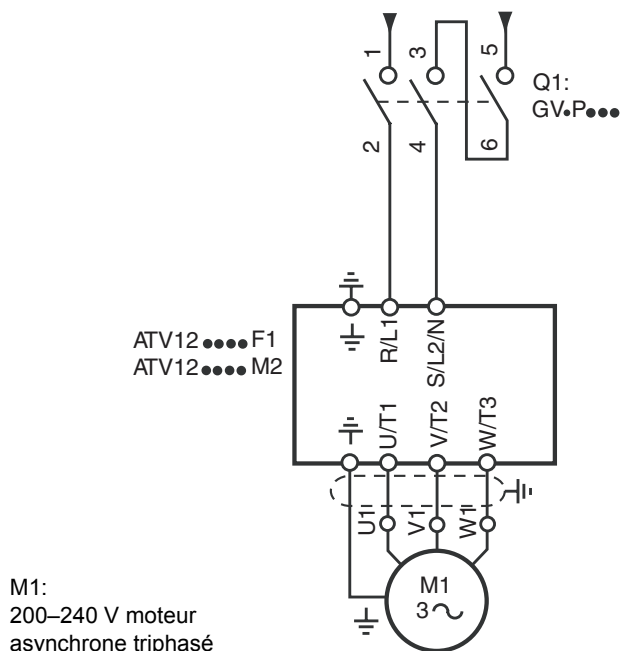 1
3
5
Q1:
GV•P•••
2
4
6
ATV12••••F1
ATV12••••M2
R/L1
S/L2/N
U/T1
V/T2
W/T3
U1
V1
W1
M1
3
M1:
200–240 V moteur
asynchrone triphasé